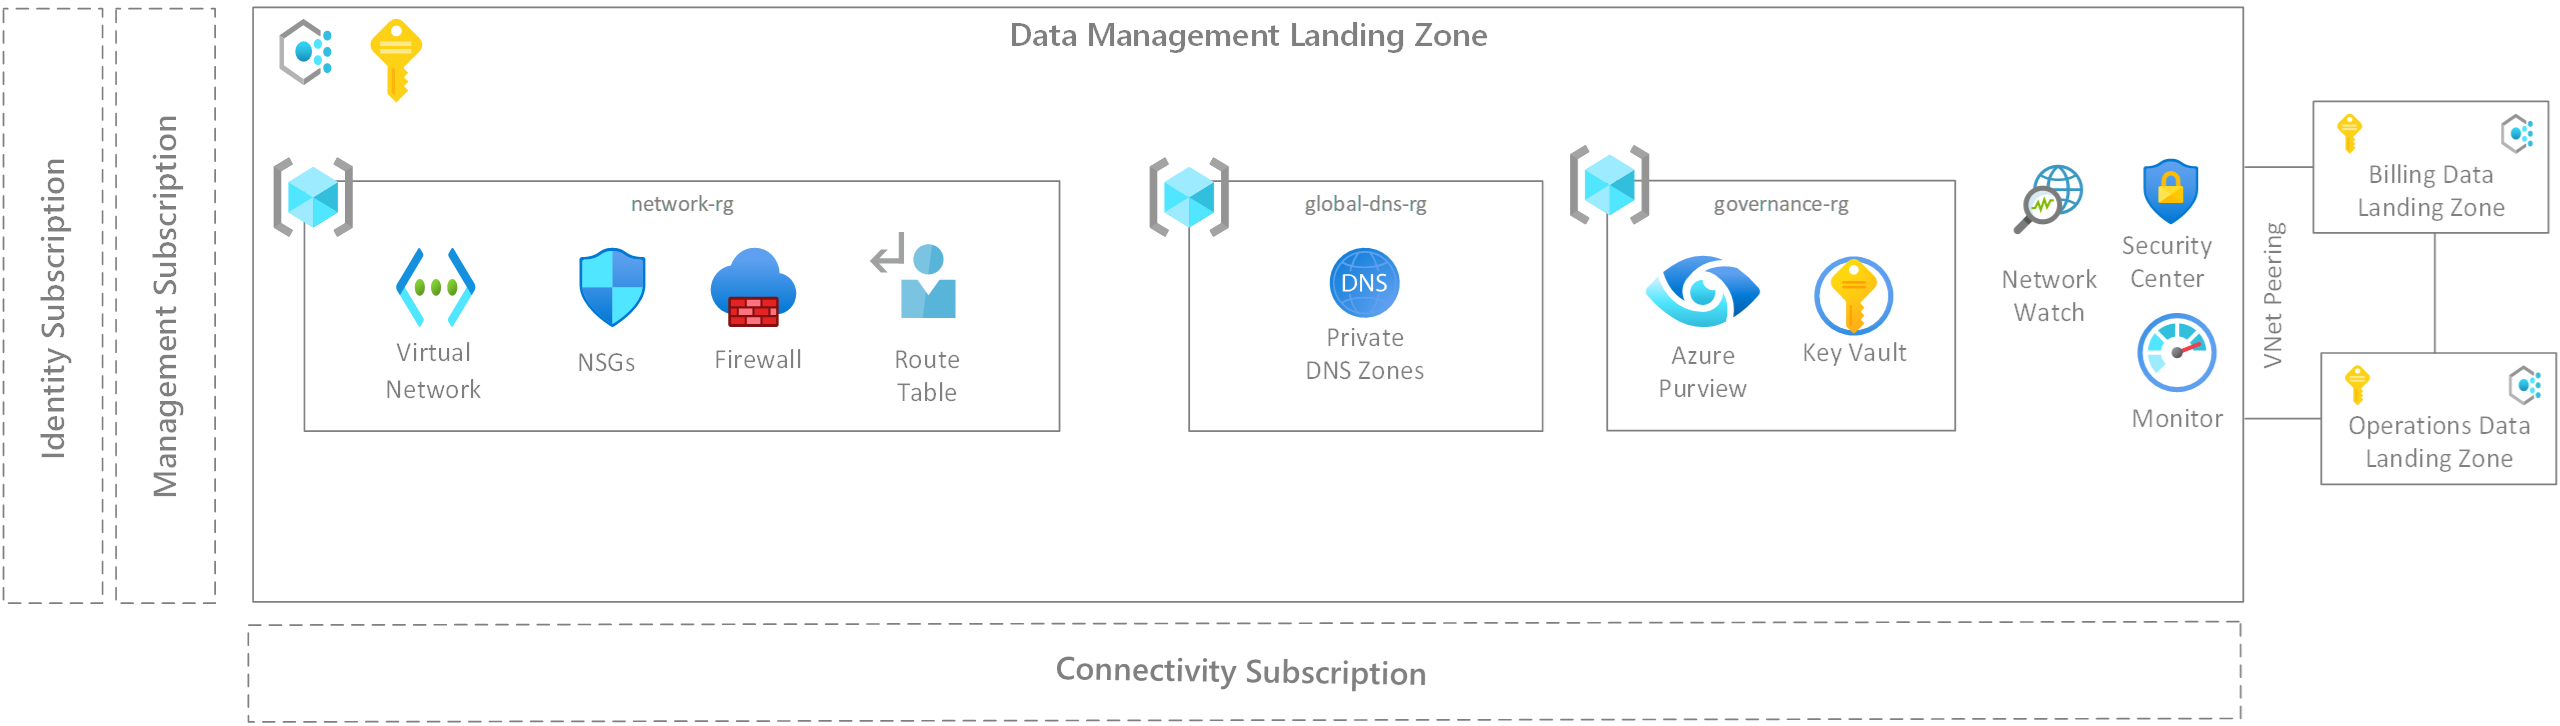 Identity Subscription
Management Subscription
Data Management Landing Zone
network-rg
Virtual
Network
NSGs
Firewall
Route
Table
global-dns-rg
DNS
Private
DNS Zones
governance-rg
Azure
Purview
Key Vault
Network
Watch
Security
Center
Monitor
VNet Peering
Billing Data
Landing Zone
Operations Data
Landing Zone
Connectivity Subscription